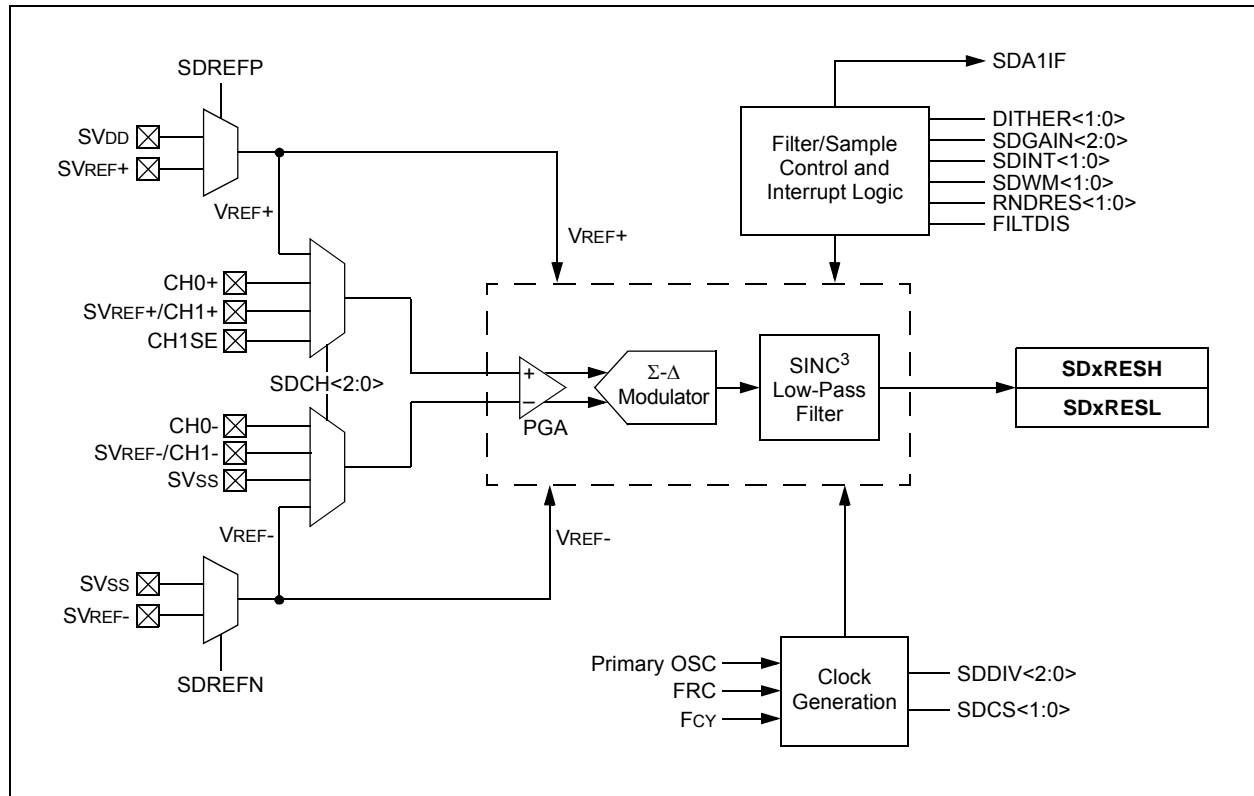 SDREFP
SVDD
SVREF+
VREF+
CH0+
SVREF+/CH1+
CH1SE
SDCH<2:0>
CH0-
SVREF-/CH1-
SVSS
VREF-
SVSS
SVREF-
SDREFN
VREF+
+
–
PGA
Σ-Δ
Modulator
SINC³
Low-Pass
Filter
VREF-
SDA1IF
Filter/Sample
Control and
Interrupt Logic
DITHER<1:0>
SDGAIN<2:0>
SDINT<1:0>
SDWM<1:0>
RNDRES<1:0>
FILTDIS
SDxRESH
SDxRESL
Primary OSC
FRC
FCY
Clock
Generation
SDDIV<2:0>
SDCS<1:0>